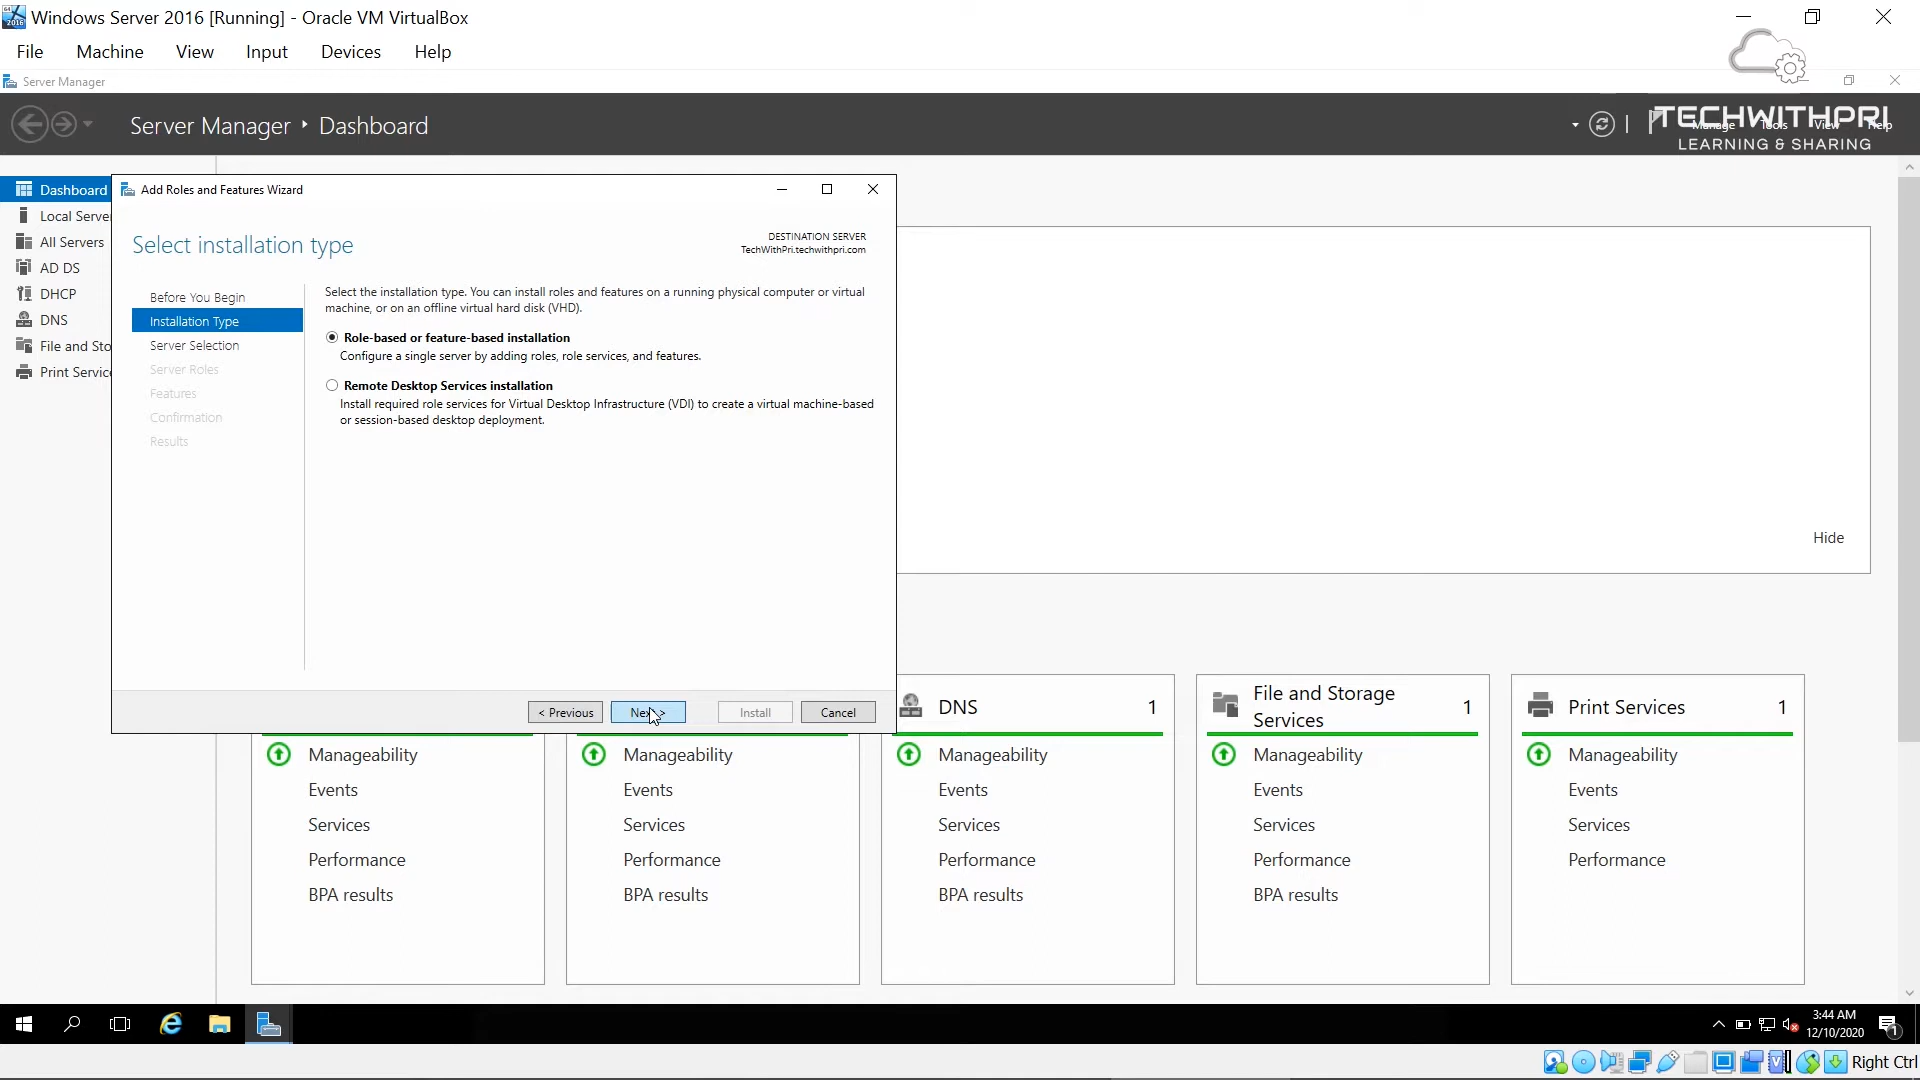 Windows Server 2016 [Running] - Oracle VM VirtualBox
File Machine View Input Devices Help
Server Manager
Server Manager Dashboard
TECHWITHPRI
Manage Tools View Help
LEARNING & SHARING
Dashboard
Local Server
All Servers
AD DS
DHCP
DNS
File and Sto
Print Servic
Add Roles and Features Wizard
Select installation type
DESTINATION SERVER
TechWithPri.techwithpri.com
Before You Begin
Installation Type
Server Selection
Server Roles
Features
Confirmation
Results
Select the installation type. You can install roles and features on a running physical computer or virtual
machine, or on an offline virtual hard disk (VHD).
Role-based or feature-based installation
Configure a single server by adding roles, role services, and features.
Remote Desktop Services installation
Install required role services for Virtual Desktop Infrastructure (VDI) to create a virtual machine-based
or session-based desktop deployment.
< Previous Next > Install Cancel
Hide
DNS 1
File and Storage
Services 1
Print Services 1
Manageability
Events
Services
Performance
BPA results
Manageability
Events
Services
Performance
BPA results
Manageability
Events
Services
Performance
BPA results
Manageability
Events
Services
Performance
BPA results
Manageability
Events
Services
Performance
3:44 AM
12/10/2020
1
Right Ctrl